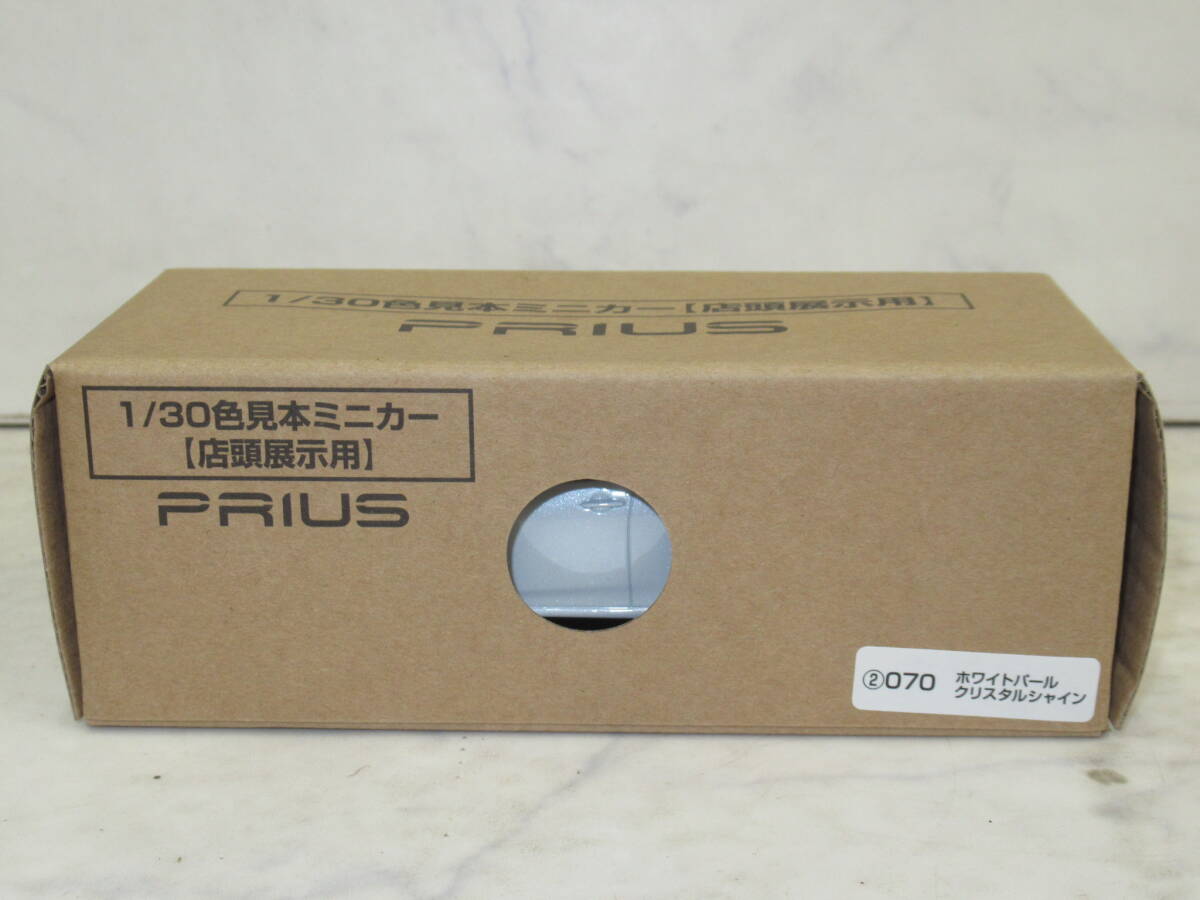 1/30色見本ミニカー【店頭展示用】
PRIUS
1/30色見本ミニカー
【店頭展示用】
PRIUS
②070 ホワイトパール
クリスタルシャイン